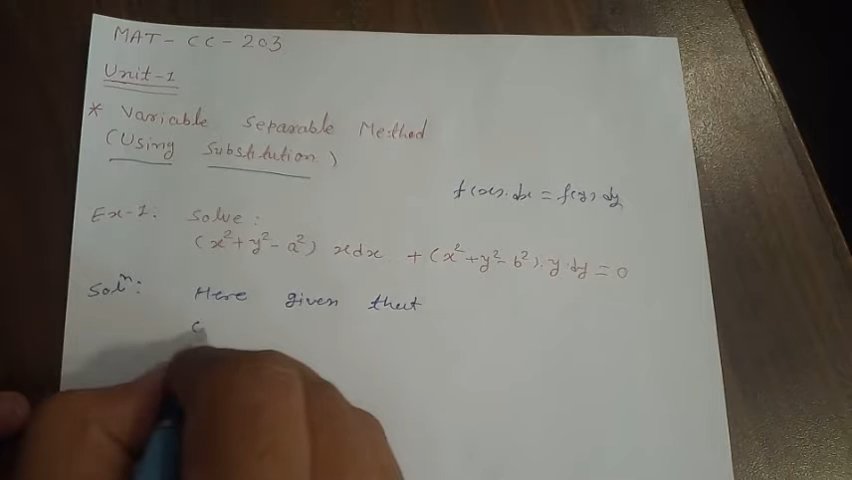 MAT-CC-203
Unit-1
* Variable Separable Method
(Using Substitution)
f(x).dx = f(y) dy
Ex-1: Solve:
(x²+y²-a²) xdx + (x²+y²-b²).y.dy = 0
Solⁿ: Here given that
(